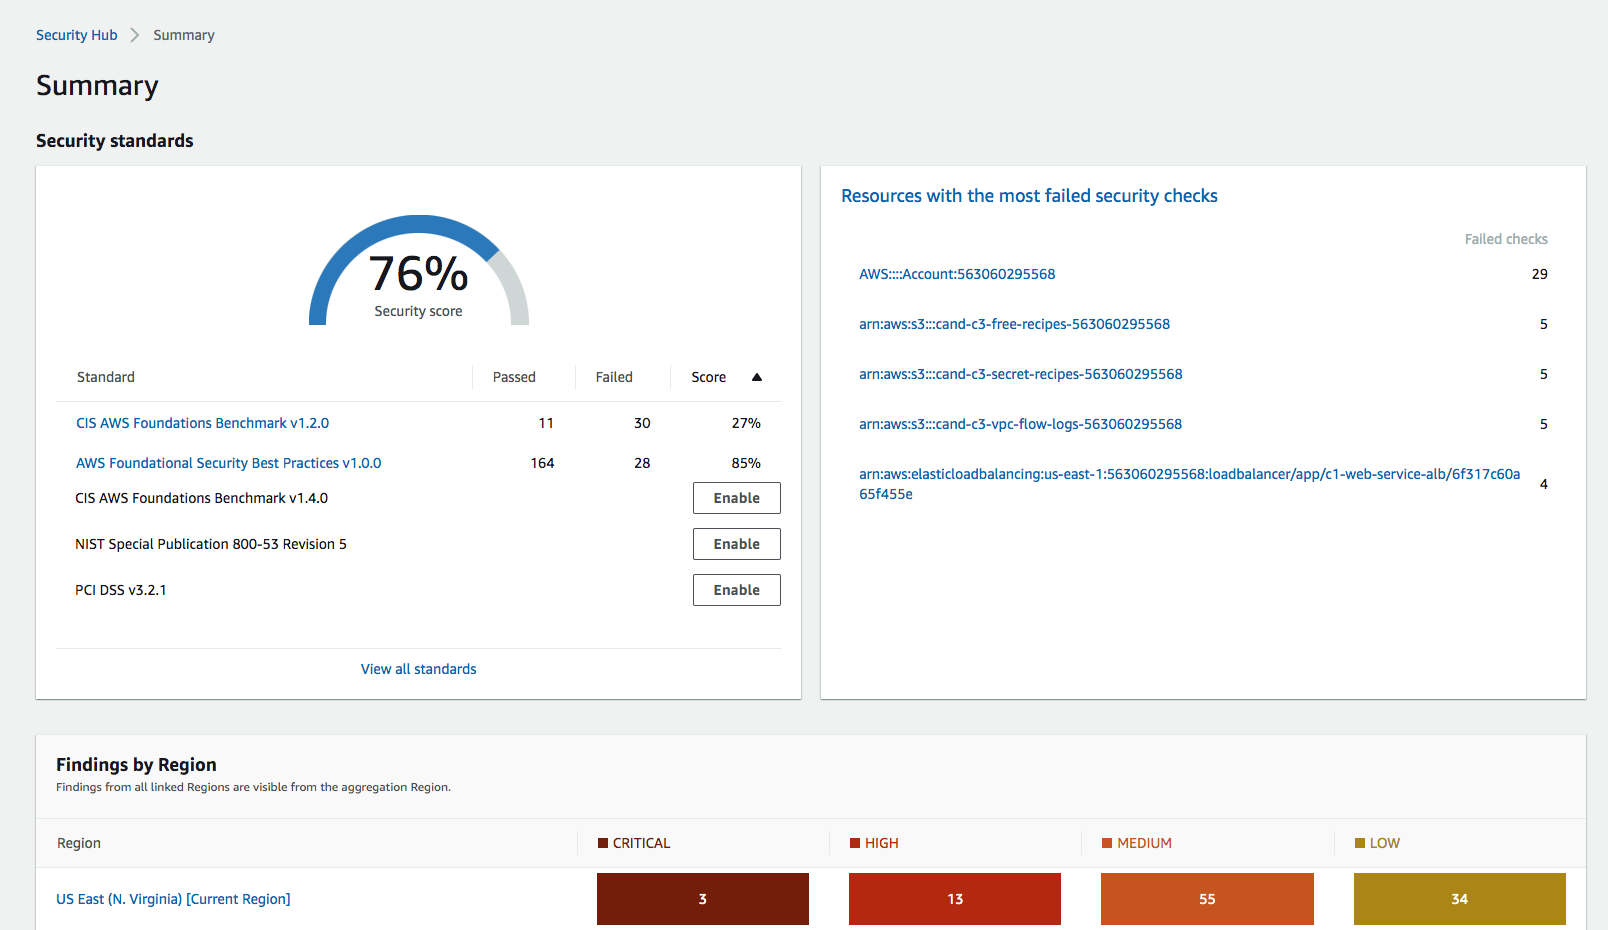 Security Hub > Summary
Summary
Security standards
76%
Security score
Standard Passed Failed Score
CIS AWS Foundations Benchmark v1.2.0 11 30 27%
AWS Foundational Security Best Practices v1.0.0 164 28 85%
CIS AWS Foundations Benchmark v1.4.0 Enable
NIST Special Publication 800-53 Revision 5 Enable
PCI DSS v3.2.1 Enable
View all standards
Resources with the most failed security checks
Failed checks
AWS::::Account:563060295568 29
arn:aws:s3:::cand-c3-free-recipes-563060295568 5
arn:aws:s3:::cand-c3-secret-recipes-563060295568 5
arn:aws:s3:::cand-c3-vpc-flow-logs-563060295568 5
arn:aws:elasticloadbalancing:us-east-1:563060295568:loadbalancer/app/c1-web-service-alb/6f317c60a
65f455e 4
Findings by Region
Findings from all linked Regions are visible from the aggregation Region.
Region CRITICAL HIGH MEDIUM LOW
US East (N. Virginia) [Current Region] 3 13 55 34